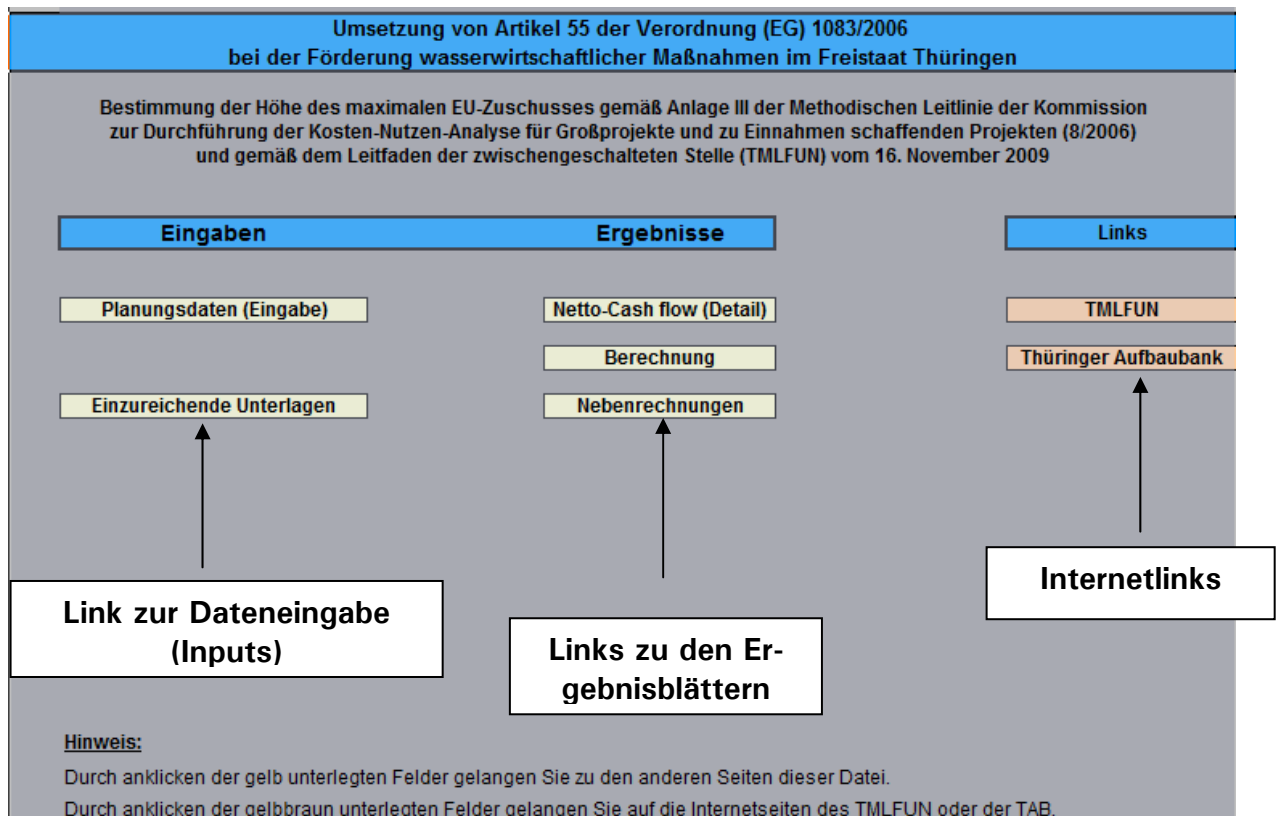 Umsetzung von Artikel 55 der Verordnung (EG) 1083/2006
bei der Förderung wasserwirtschaftlicher Maßnahmen im Freistaat Thüringen
Bestimmung der Höhe des maximalen EU-Zuschusses gemäß Anlage III der Methodischen Leitlinie der Kommission
zur Durchführung der Kosten-Nutzen-Analyse für Großprojekte und zu Einnahmen schaffenden Projekten (8/2006)
und gemäß dem Leitfaden der zwischengeschalteten Stelle (TMLFUN) vom 16. November 2009
Eingaben
Ergebnisse
Links
Planungsdaten (Eingabe)
Netto-Cash flow (Detail)
TMLFUN
Berechnung
Thüringer Aufbaubank
Einzureichende Unterlagen
Nebenrechnungen
Link zur Dateneingabe
(Inputs)
Links zu den Er-
gebnisblättern
Internetlinks
Hinweis:
Durch anklicken der gelb unterlegten Felder gelangen Sie zu den anderen Seiten dieser Datei.
Durch anklicken der gelbbraun unterlegten Felder gelangen Sie auf die Internetseiten des TMLFUN oder der TAB.